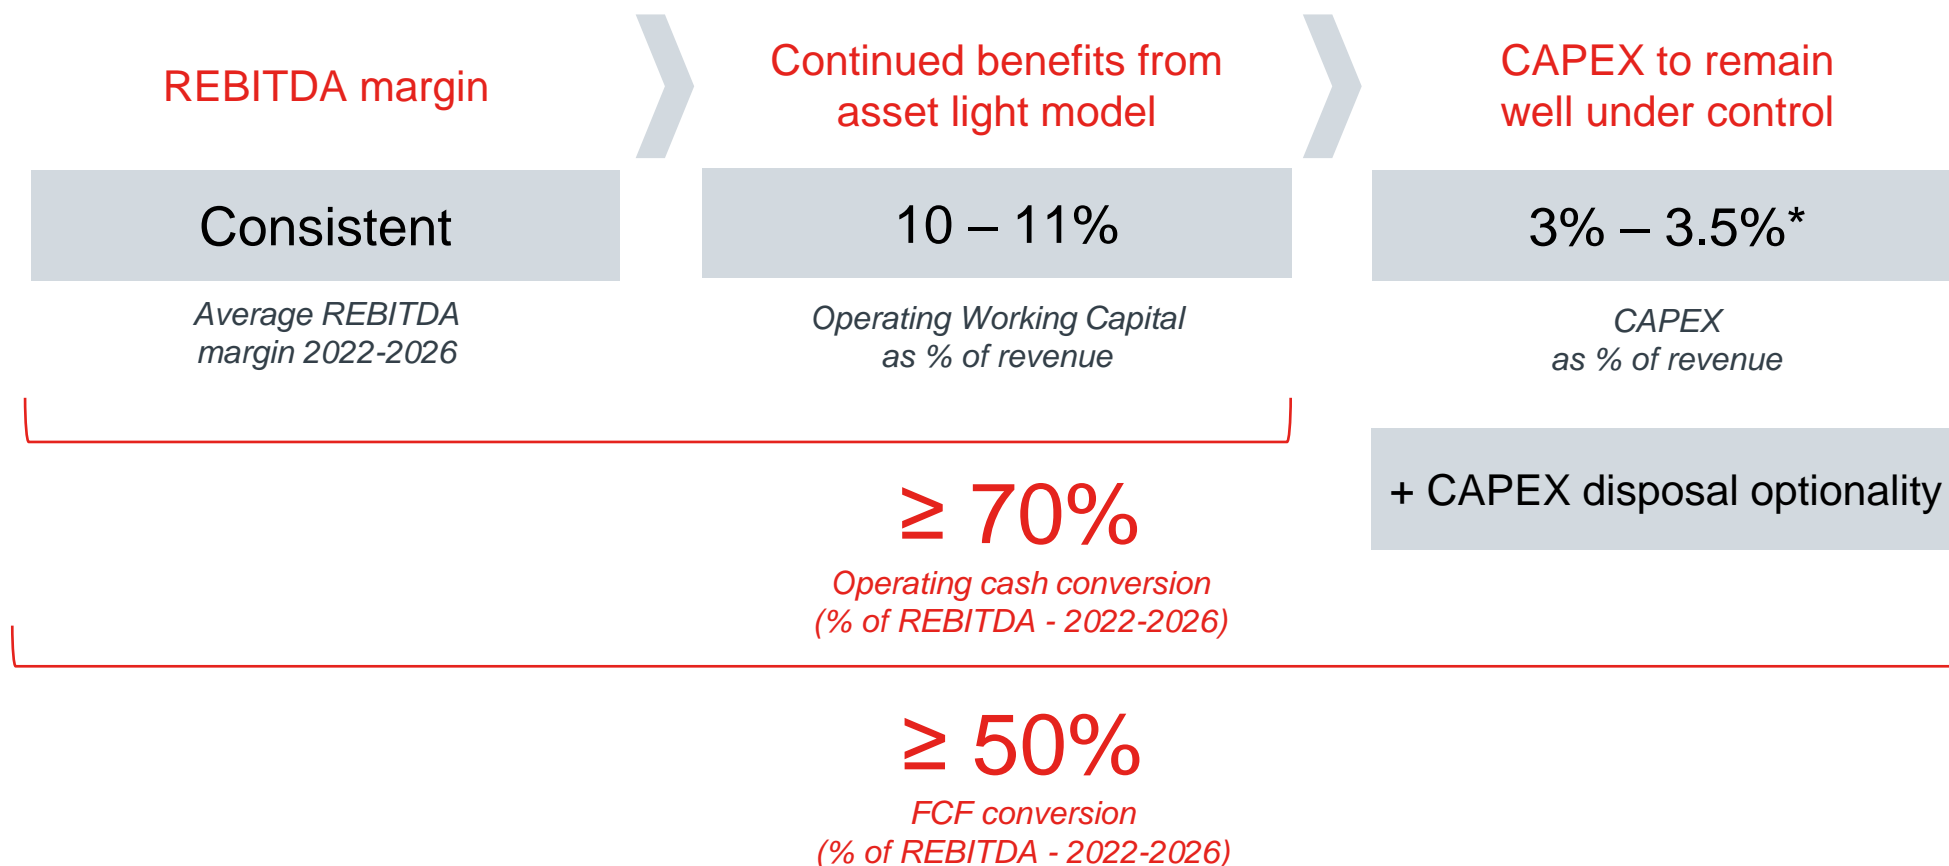 REBITDA margin
Continued benefits from
asset light model
CAPEX to remain
well under control
Consistent
10 – 11%
3% – 3.5%*
Average REBITDA
margin 2022-2026
Operating Working Capital
as % of revenue
CAPEX
as % of revenue
+ CAPEX disposal optionality
≥ 70%
Operating cash conversion
(% of REBITDA - 2022-2026)
≥ 50%
FCF conversion
(% of REBITDA - 2022-2026)